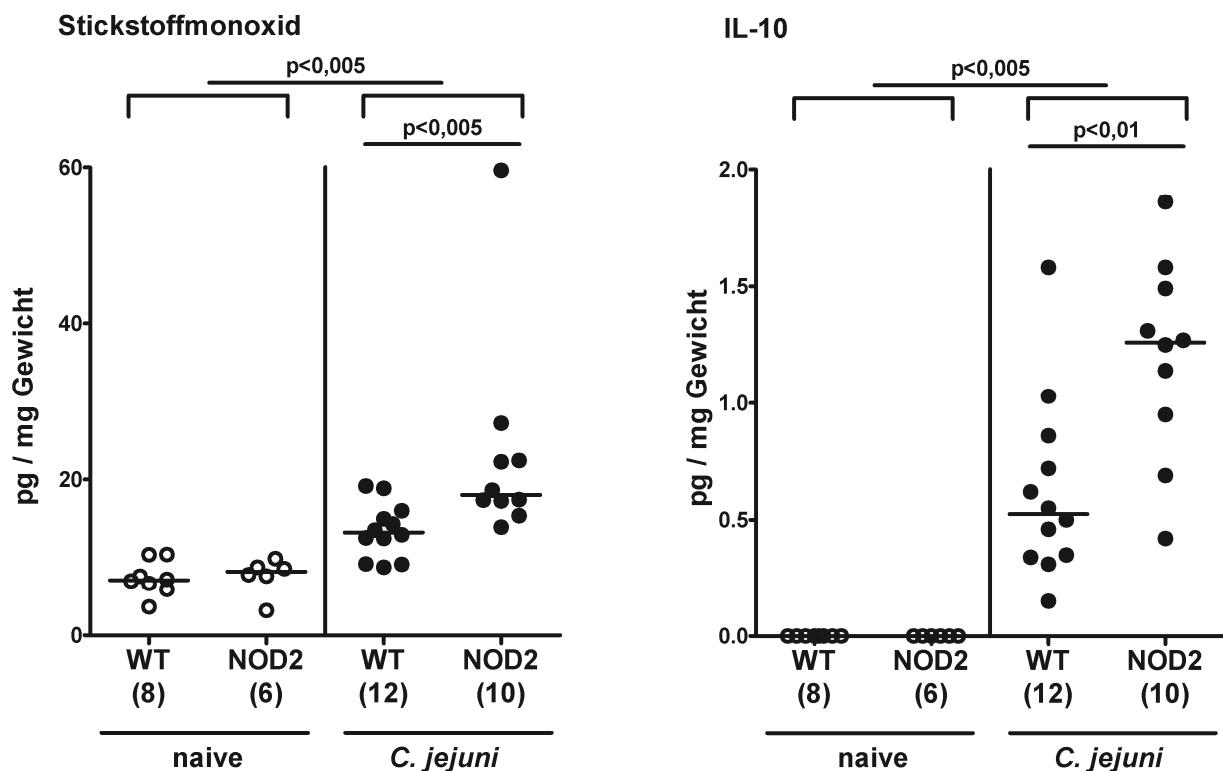 Stickstoffmonoxid
p<0,005
p<0,005
60
40
20
0
pg / mg Gewicht
WT NOD2 WT NOD2
(8) (6) (12) (10)
naive C. jejuni
IL-10
p<0,005
p<0,01
2.0
1.5
1.0
0.5
0.0
pg / mg Gewicht
WT NOD2 WT NOD2
(8) (6) (12) (10)
naive C. jejuni